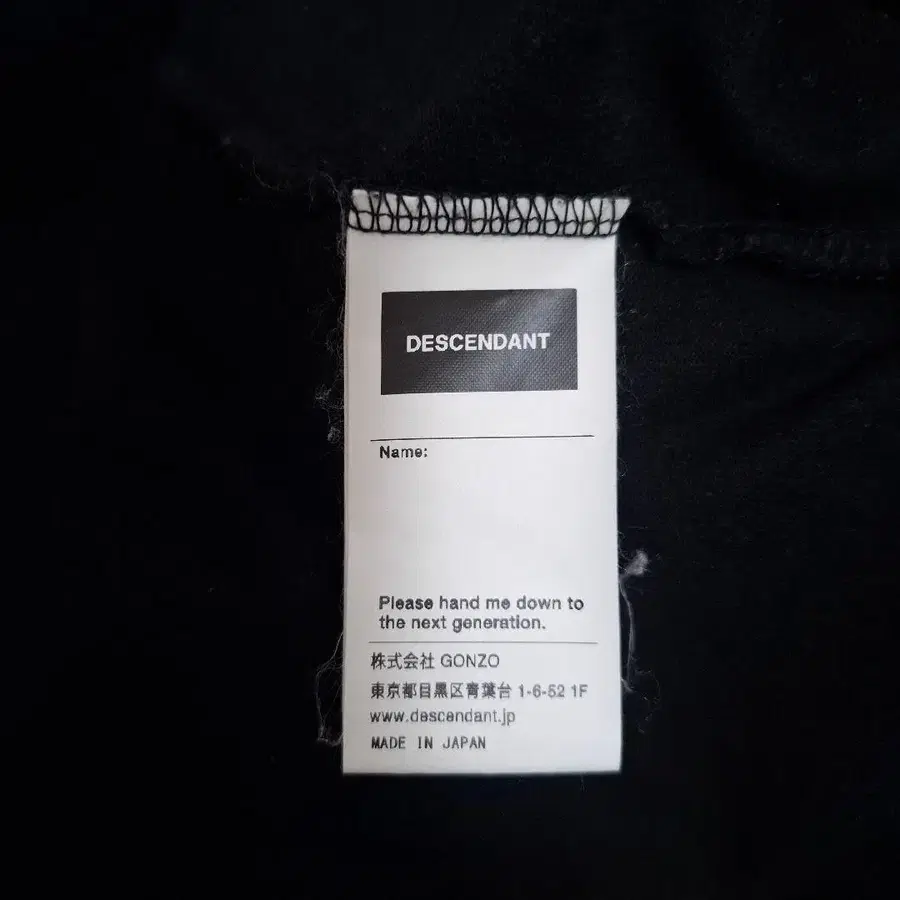 DESCENDANT
Name:
Please hand me down to
the next generation.
株式会社 GONZO
東京都目黒区青葉台 1-6-52 1F
www.descendant.jp
MADE IN JAPAN